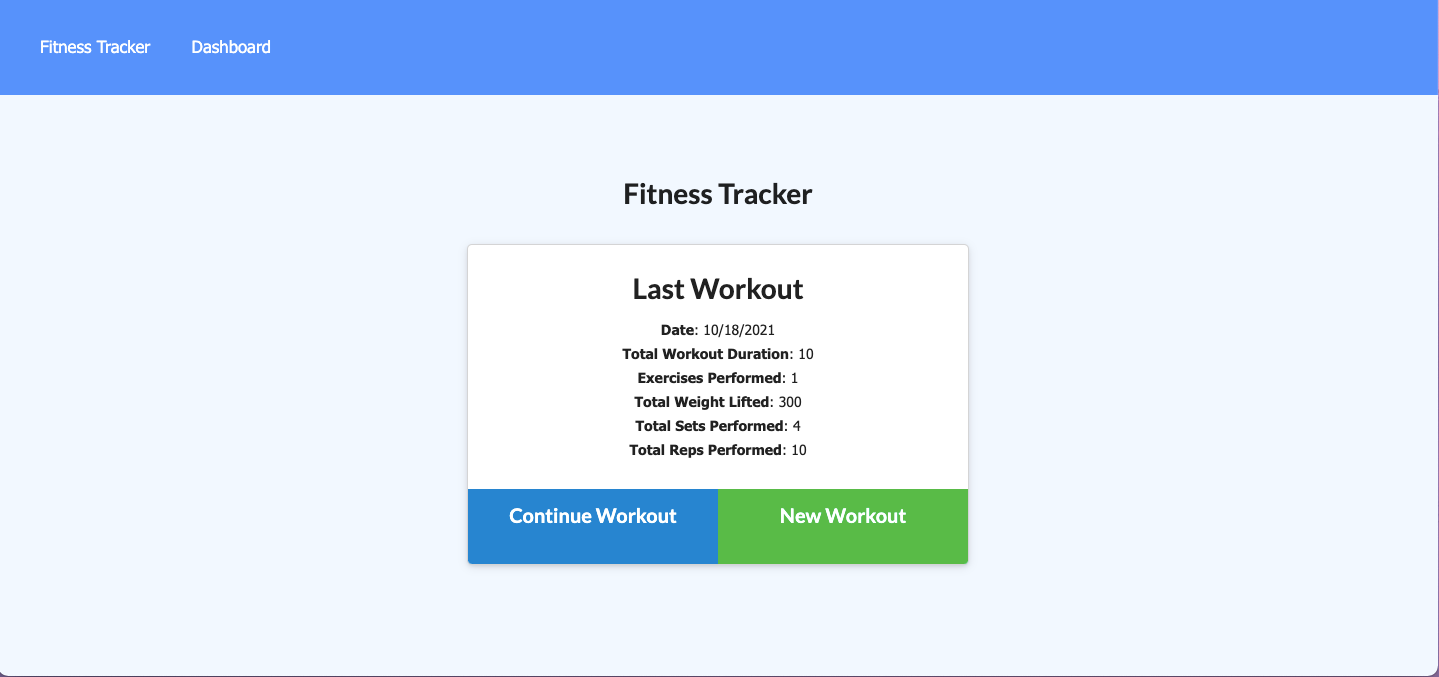 Fitness Tracker Dashboard
Fitness Tracker
Last Workout
Date: 10/18/2021
Total Workout Duration: 10
Exercises Performed: 1
Total Weight Lifted: 300
Total Sets Performed: 4
Total Reps Performed: 10
Continue Workout New Workout